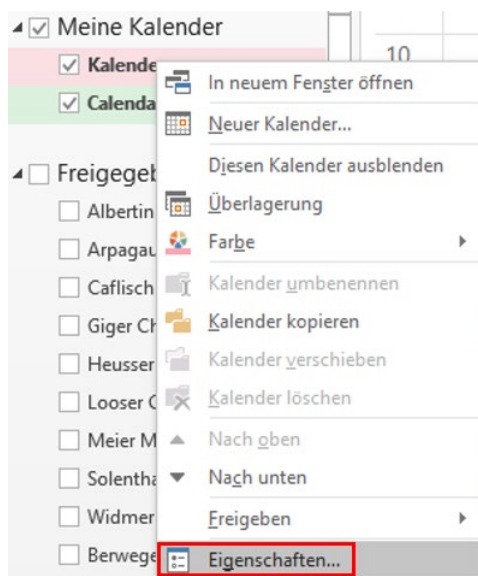 Meine Kalender
10
Kalende
Calenda
Freigegeb
Albertin
Arpagau
Caflisch
Giger Ch
Heusser
Looser
Meier M
Solentha
Widmer
Berwege
In neuem Fenster öffnen
Neuer Kalender...
Diesen Kalender ausblenden
Überlagerung
Farbe
Kalender umbenennen
Kalender kopieren
Kalender verschieben
Kalender löschen
Nach oben
Nach unten
Freigeben
Eigenschaften...